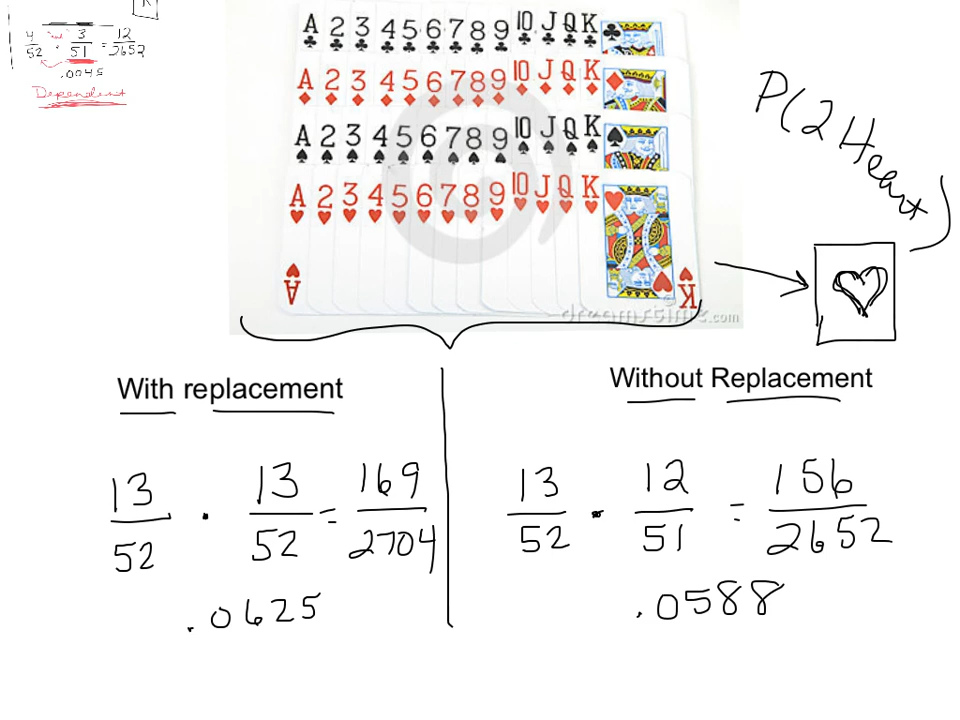 4/52 · 3/51 = 12/2652
.0045
Dependent
A 2 3 4 5 6 7 8 9 10 J Q K
A 2 3 4 5 6 7 8 9 10 J Q K
A 2 3 4 5 6 7 8 9 10 J Q K
A 2 3 4 5 6 7 8 9 10 J Q K
A K
dreamstime.com
P(2 Heart)
With replacement
13/52 · 13/52 = 169/2704
.0625
Without Replacement
13/52 · 12/51 = 156/2652
.0588